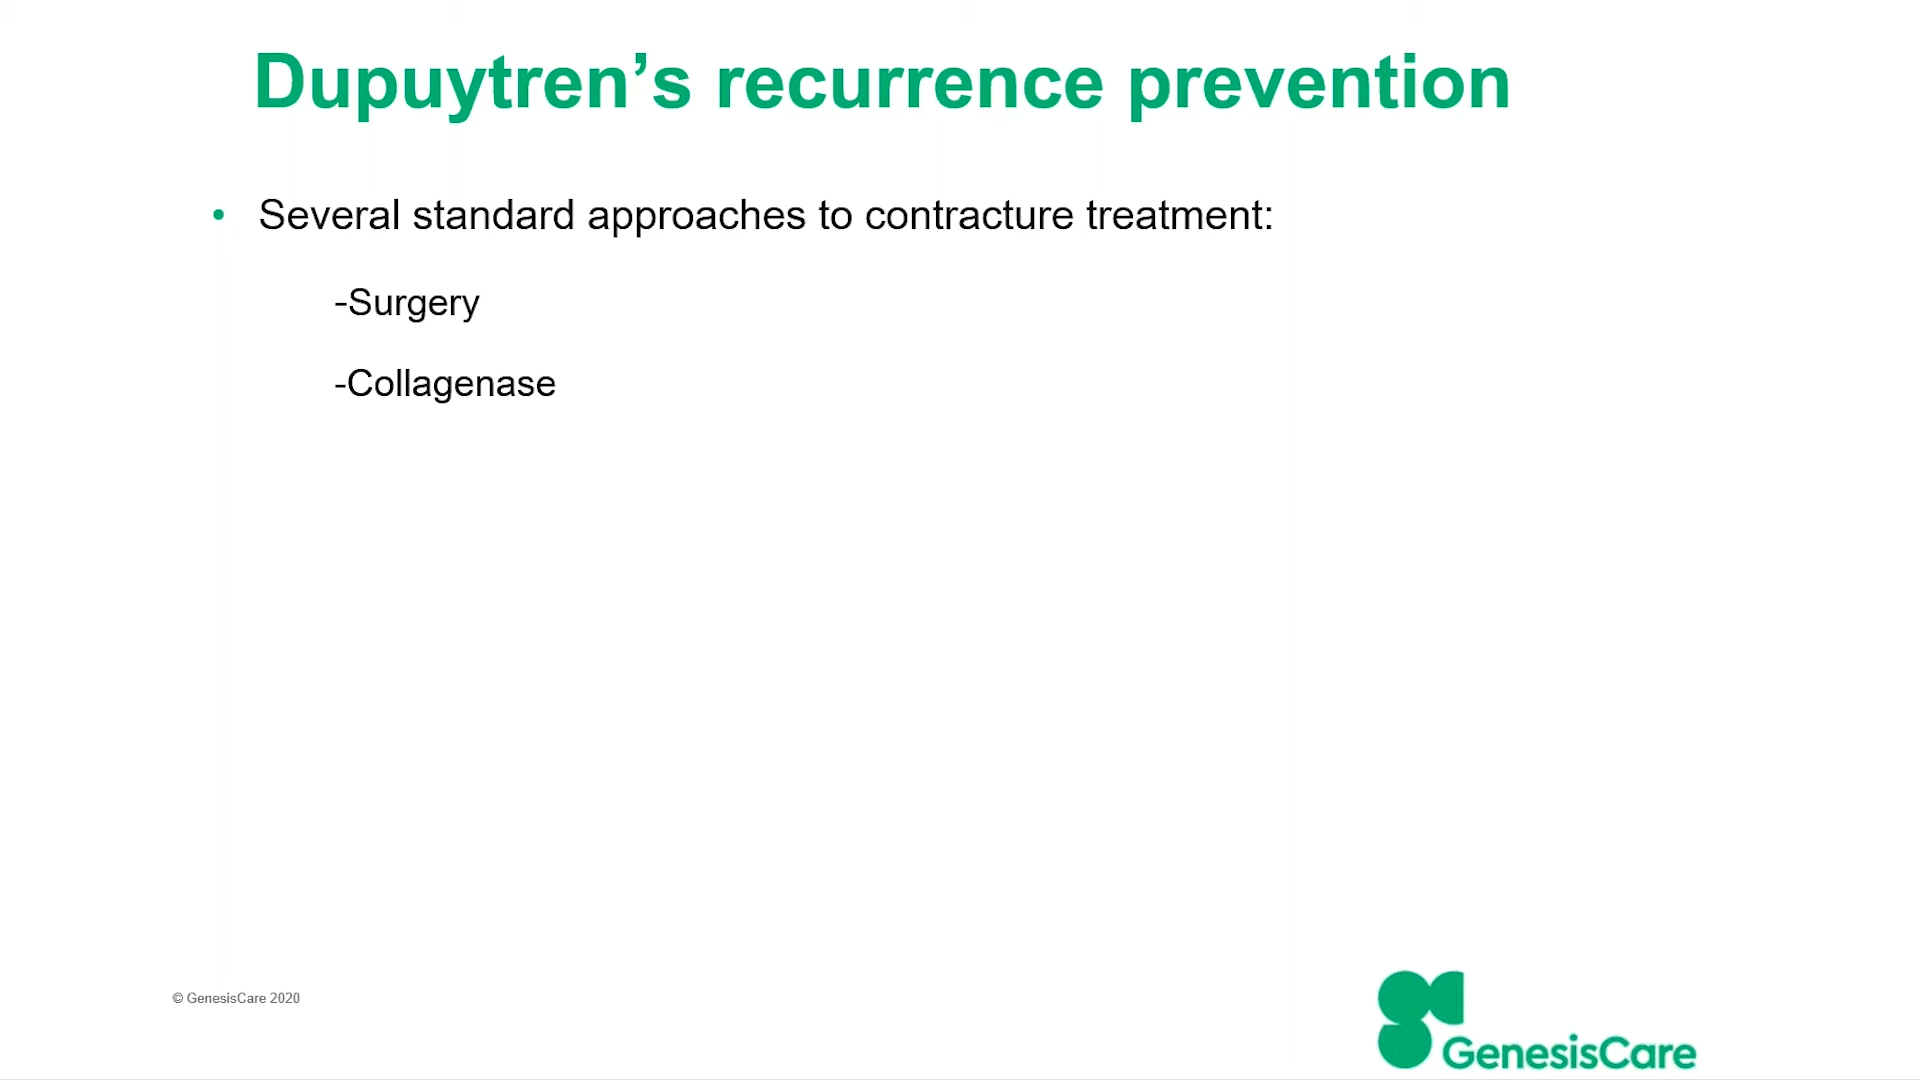 Dupuytren’s recurrence prevention
• Several standard approaches to contracture treatment:
-Surgery
-Collagenase
© GenesisCare 2020
GenesisCare